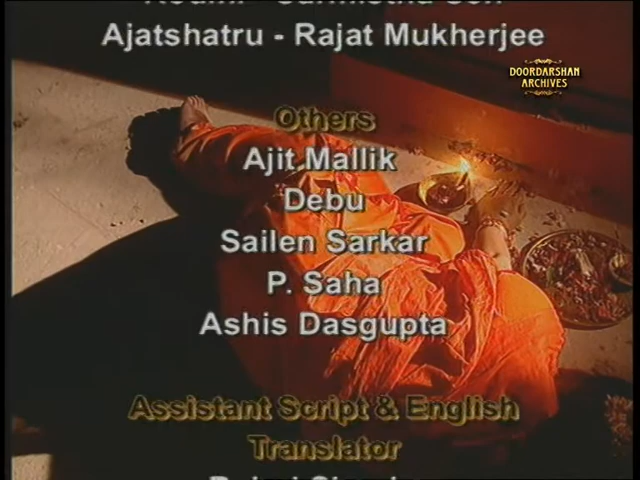 Ajatshatru - Rajat Mukherjee
DOORDARSHAN
ARCHIVES
Others
Ajit Mallik
Debu
Sailen Sarkar
P. Saha
Ashis Dasgupta
Assistant Script & English
Translator